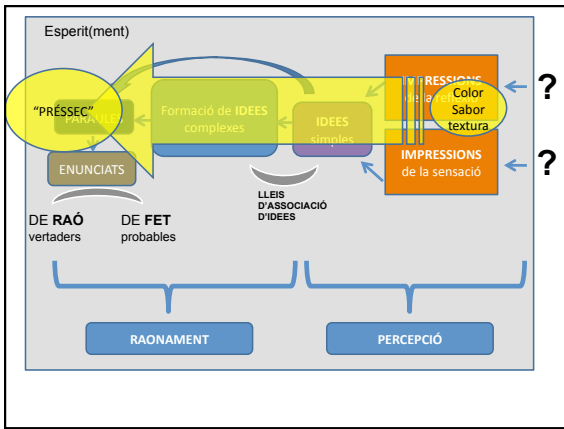 Esperit(ment)
IMPRESSIONS
de la reflexió
?
Color
Sabor
textura
"PRÉSSEC"
PARAULES
Formació de IDEES
complexes
IDEES
simples
ENUNCIATS
IMPRESSIONS
de la sensació
?
LLEIS
D'ASSOCIACIÓ
D'IDEES
DE RAÓ
vertaders
DE FET
probables
RAONAMENT
PERCEPCIÓ